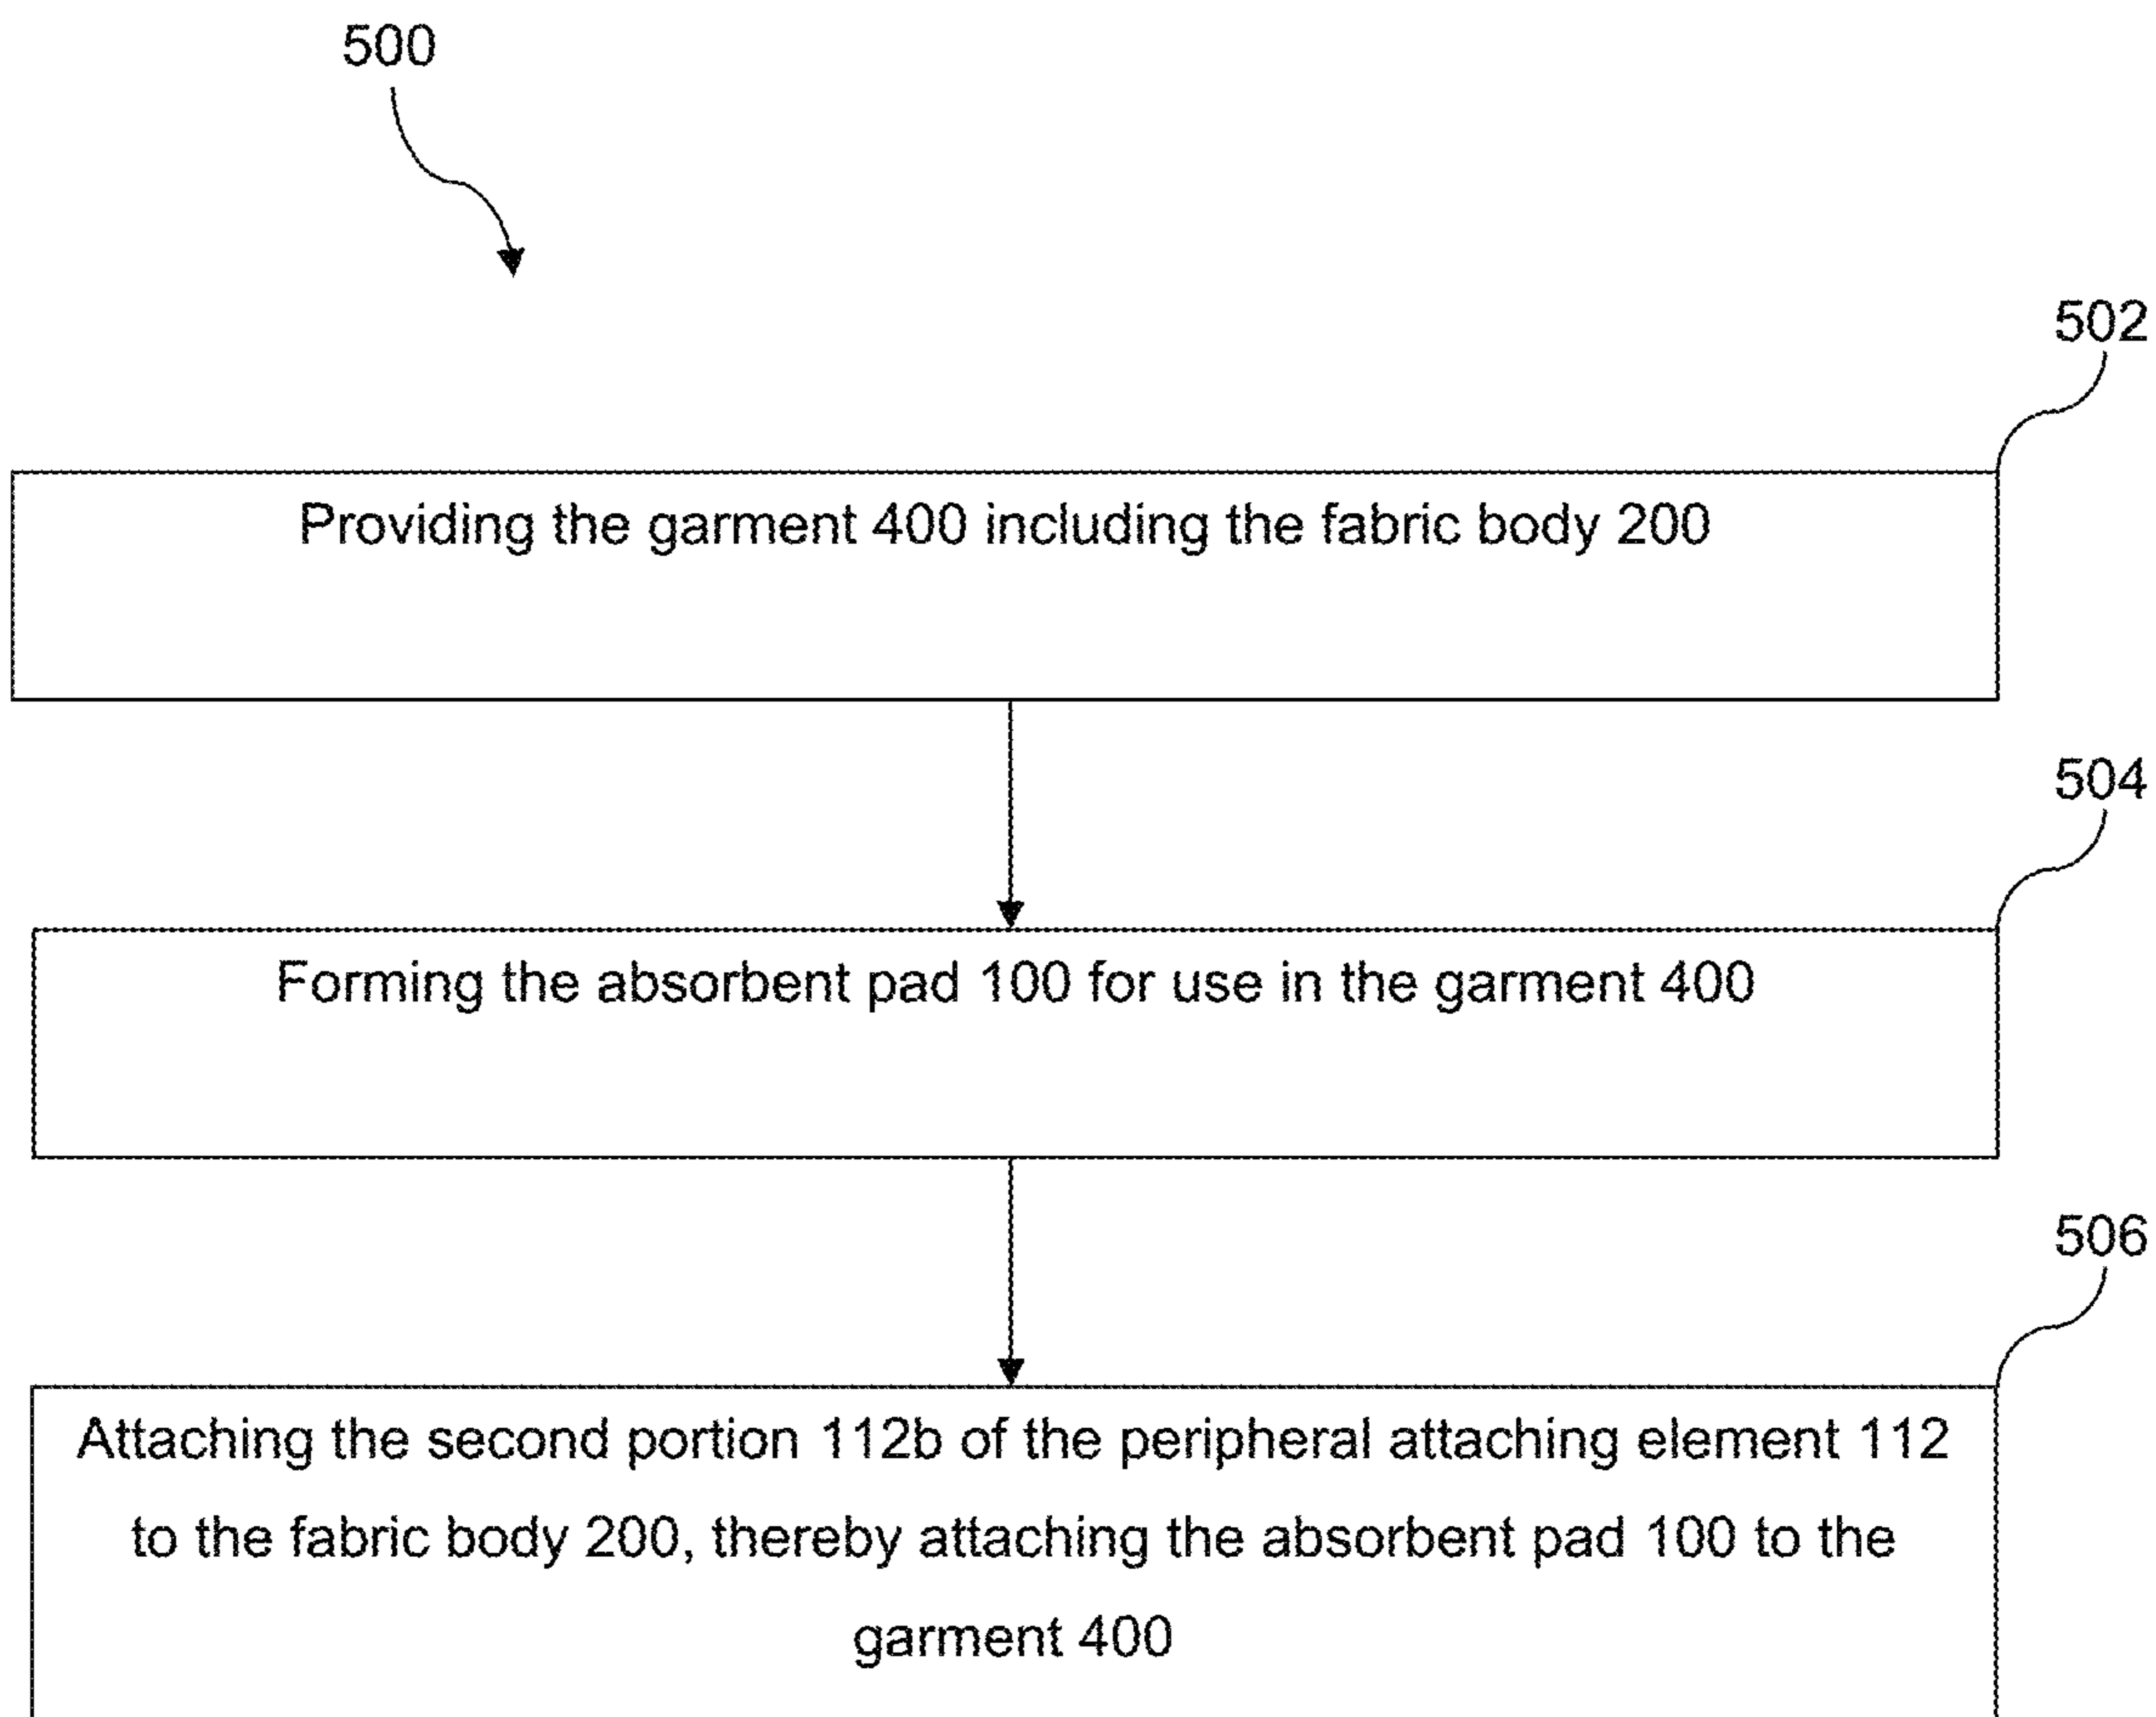 500
502
Providing the garment 400 including the fabric body 200
504
Forming the absorbent pad 100 for use in the garment 400
506
Attaching the second portion 112b of the peripheral attaching element 112
to the fabric body 200, thereby attaching the absorbent pad 100 to the
garment 400